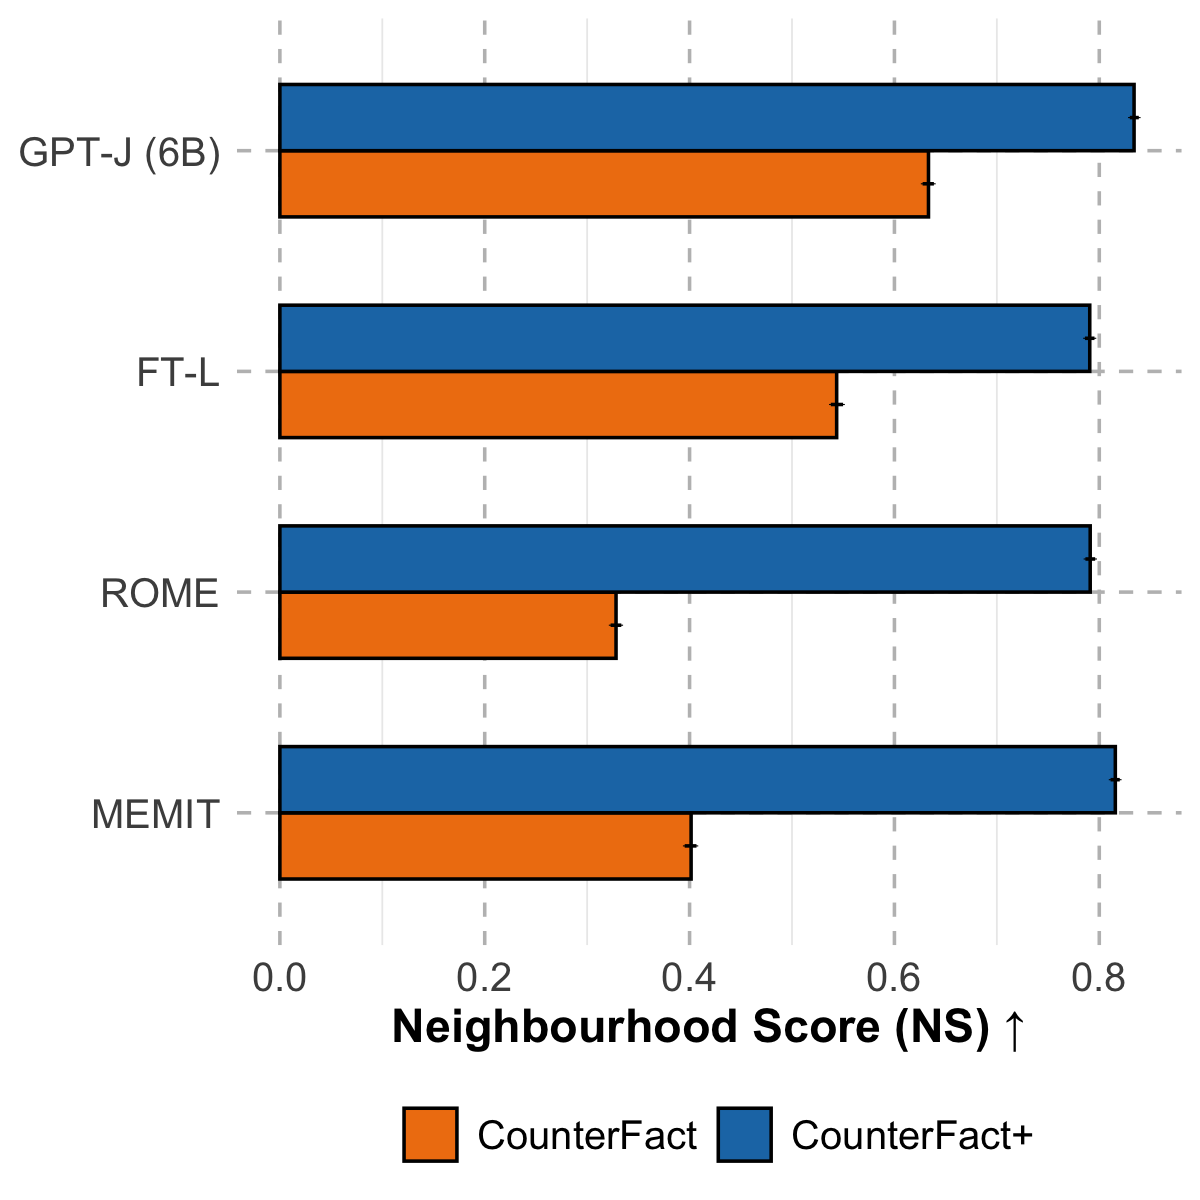 GPT-J (6B)
FT-L
ROME
MEMIT
0.0 0.2 0.4 0.6 0.8
Neighbourhood Score (NS) ↑
CounterFact CounterFact+